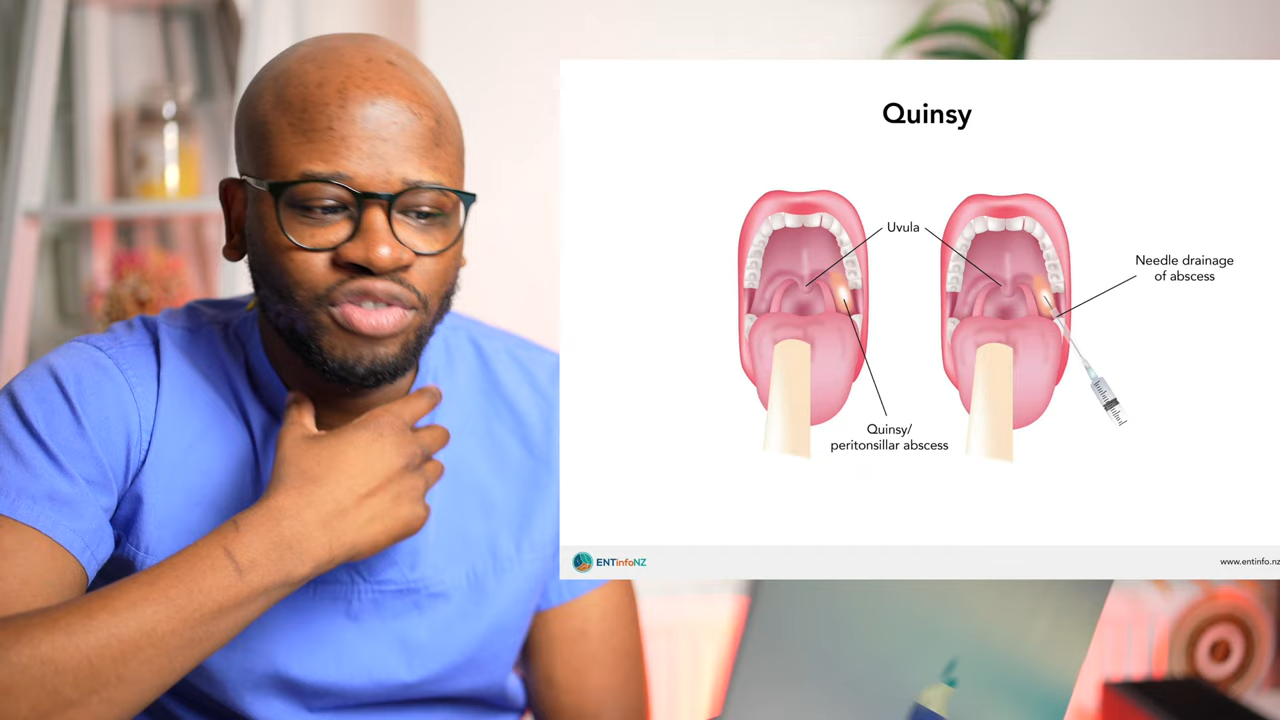 Quinsy
Uvula
Needle drainage
of abscess
Quinsy/
peritonsillar abscess
ENTinfoNZ
www.entinfo.nz